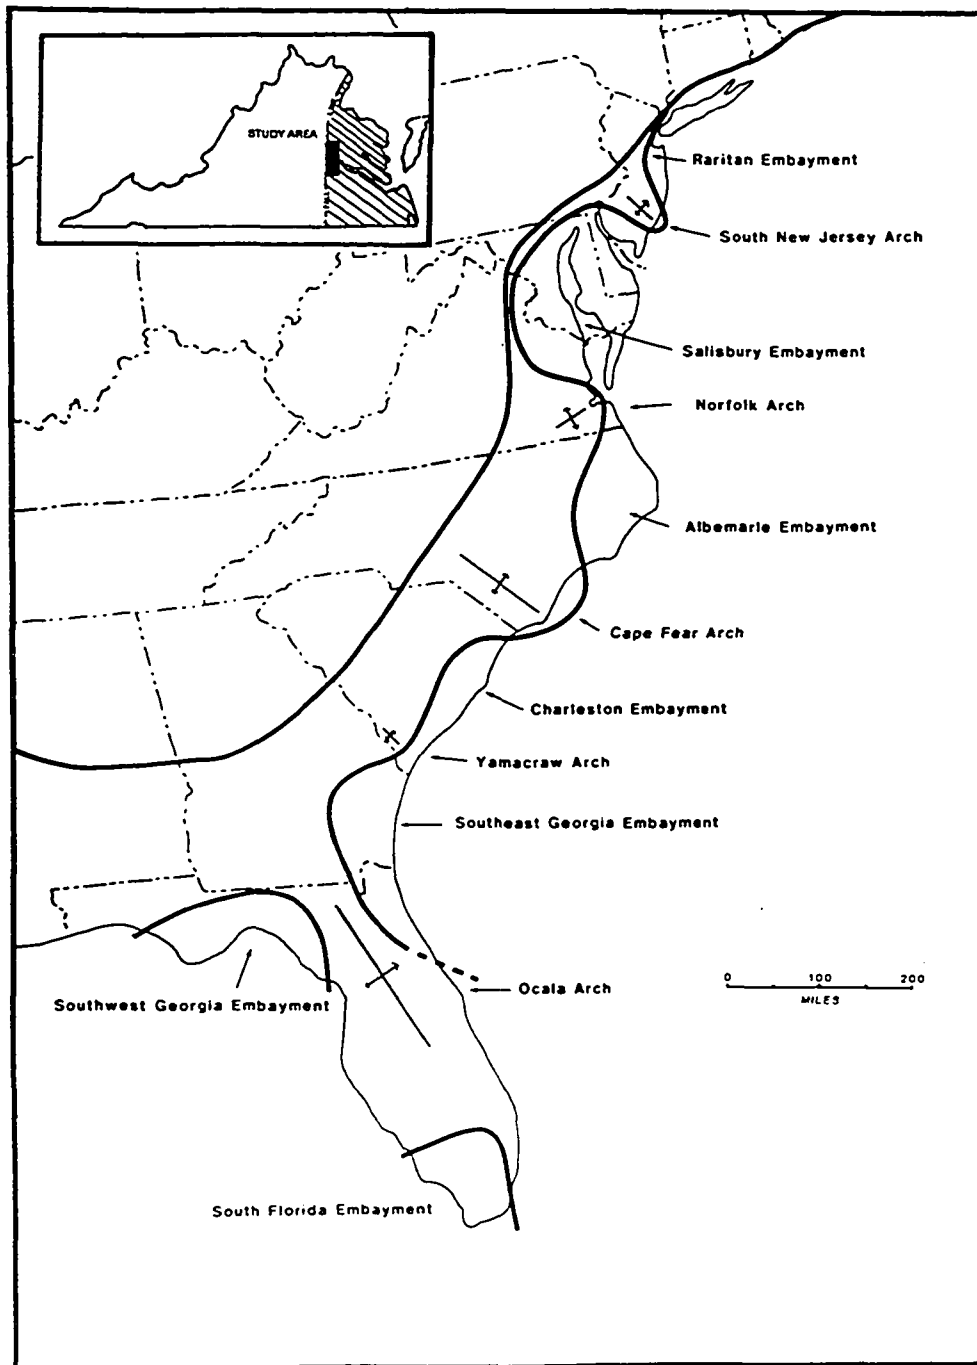 STUDY AREA
Raritan Embayment
South New Jersey Arch
Salisbury Embayment
Norfolk Arch
Albemarle Embayment
Cape Fear Arch
Charleston Embayment
Yamacraw Arch
Southeast Georgia Embayment
Ocala Arch
Southwest Georgia Embayment
0 100 200
MILES
South Florida Embayment